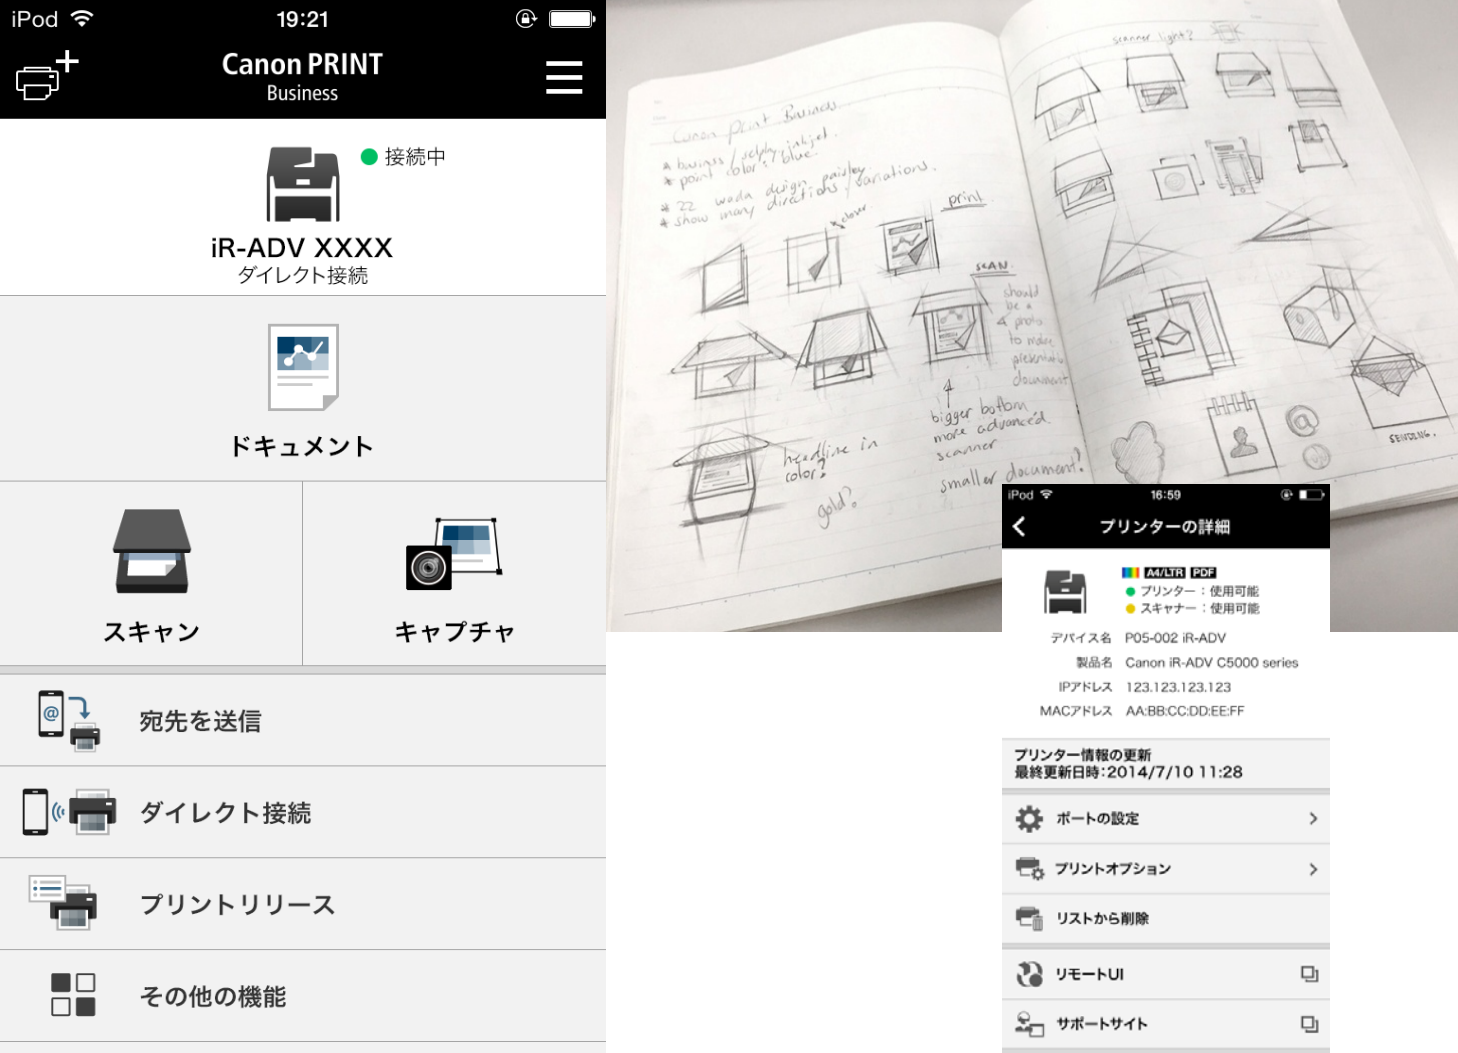 iPod
19:21
Canon PRINT
Business
接続中
iR-ADV XXXX
ダイレクト接続
ドキュメント
スキャン
キャプチャ
宛先を送信
ダイレクト接続
プリントリリース
その他の機能
Canon Print Business
* point color: blue
* show many directions / variations.
print
SCAN
should
be a
photo
to make
document
bigger bottom
more advanced
scanner
smaller document?
headline in
color?
gold?
scanner light?
SENDING.
iPod
16:59
プリンターの詳細
A4/LTR PDF
プリンター：使用可能
スキャナー：使用可能
デバイス名 P05-002 iR-ADV
製品名 Canon iR-ADV C5000 series
IPアドレス 123.123.123.123
MACアドレス AA:BB:CC:DD:EE:FF
プリンター情報の更新
最終更新日時:2014/7/10 11:28
ポートの設定
プリントオプション
リストから削除
リモートUI
サポートサイト